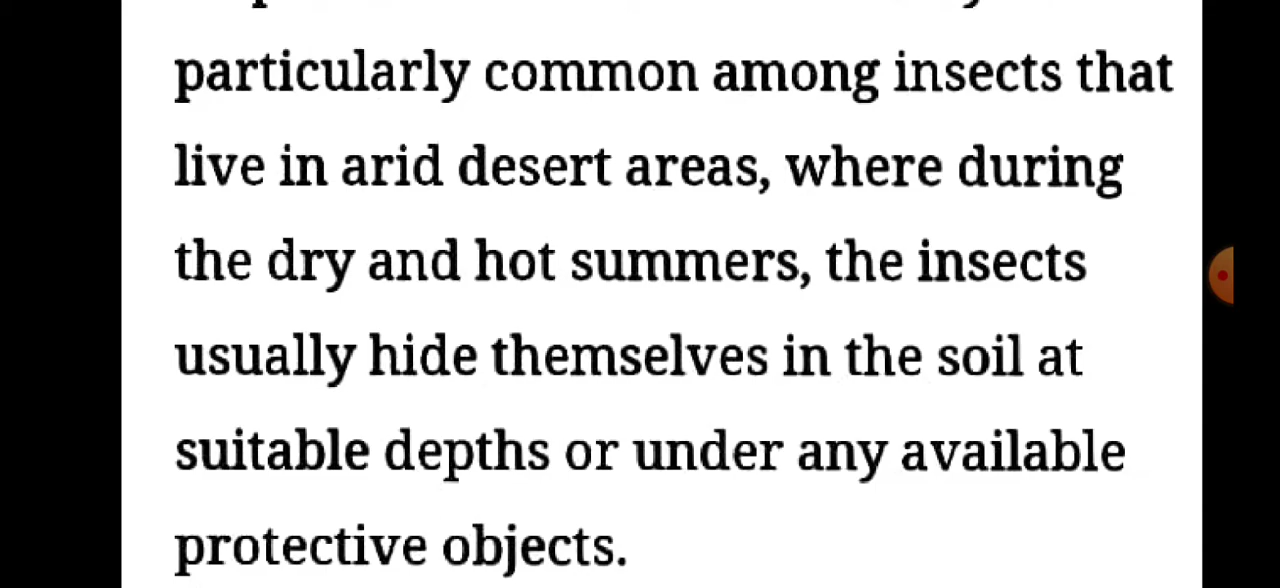 particularly common among insects that
live in arid desert areas, where during
the dry and hot summers, the insects
usually hide themselves in the soil at
suitable depths or under any available
protective objects.